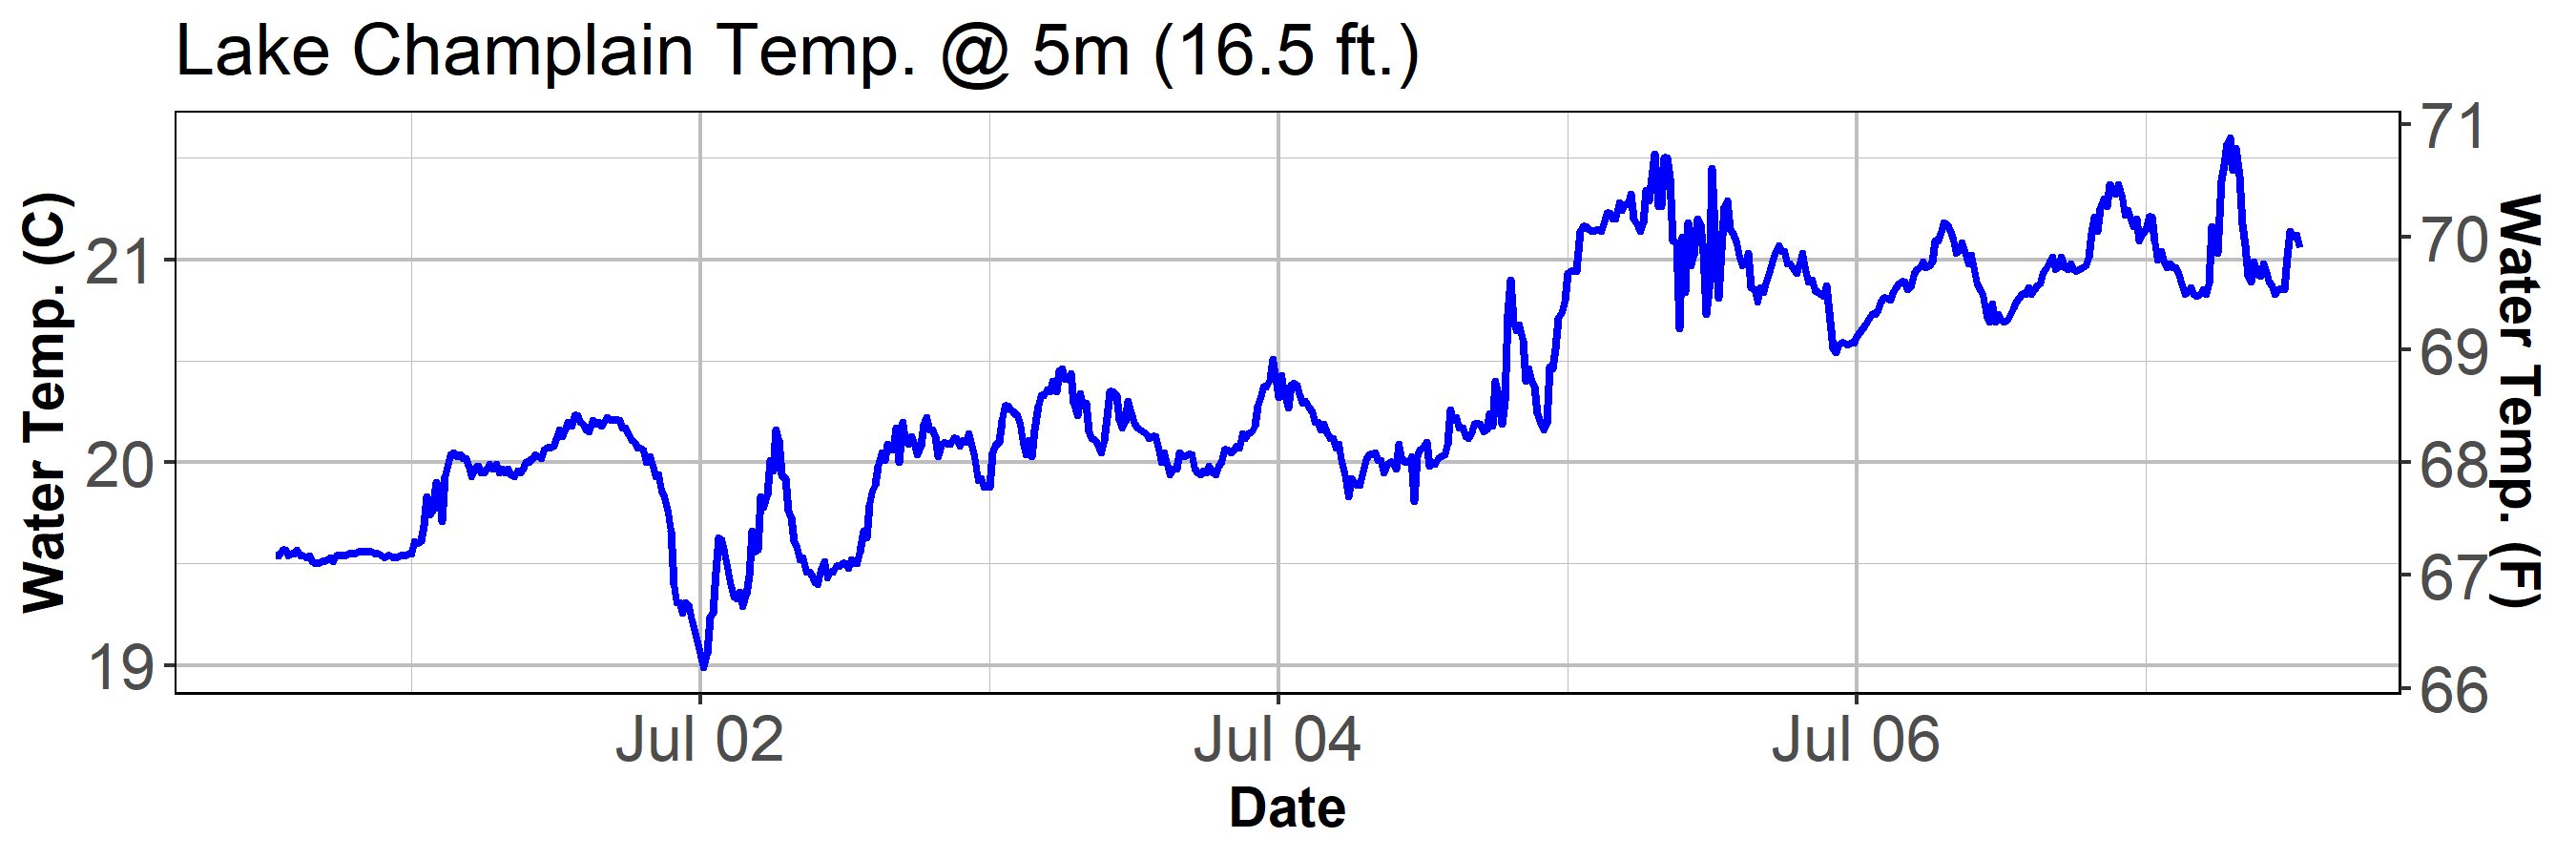 Lake Champlain Temp. @ 5m (16.5 ft.)
Water Temp. (C)
21
20
19
71
70
69
68
67
66
Water Temp. (F)
Jul 02
Jul 04
Jul 06
Date